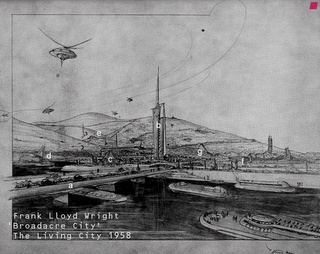 e
b
d
c
g
a
Frank Lloyd Wright
"Broadacre City"
The Living City 1958